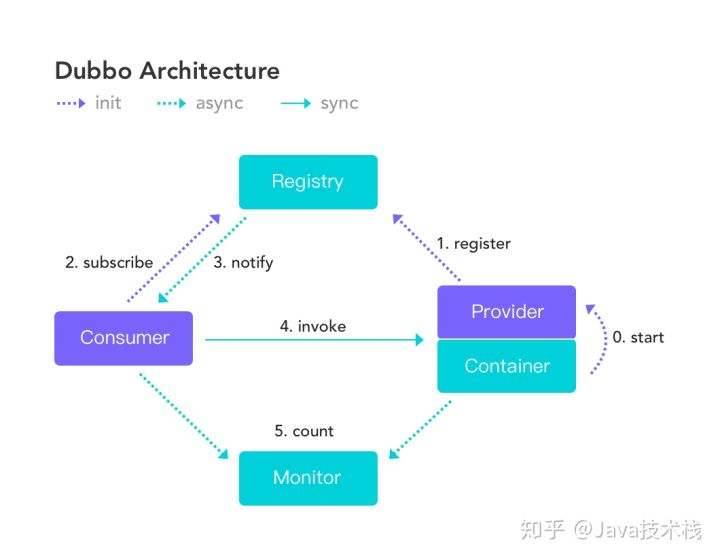 Dubbo Architecture
init async sync
Registry
1. register
2. subscribe 3. notify
Provider
4. invoke
Consumer
0. start
Container
5. count
Monitor
知乎 @Java技术栈